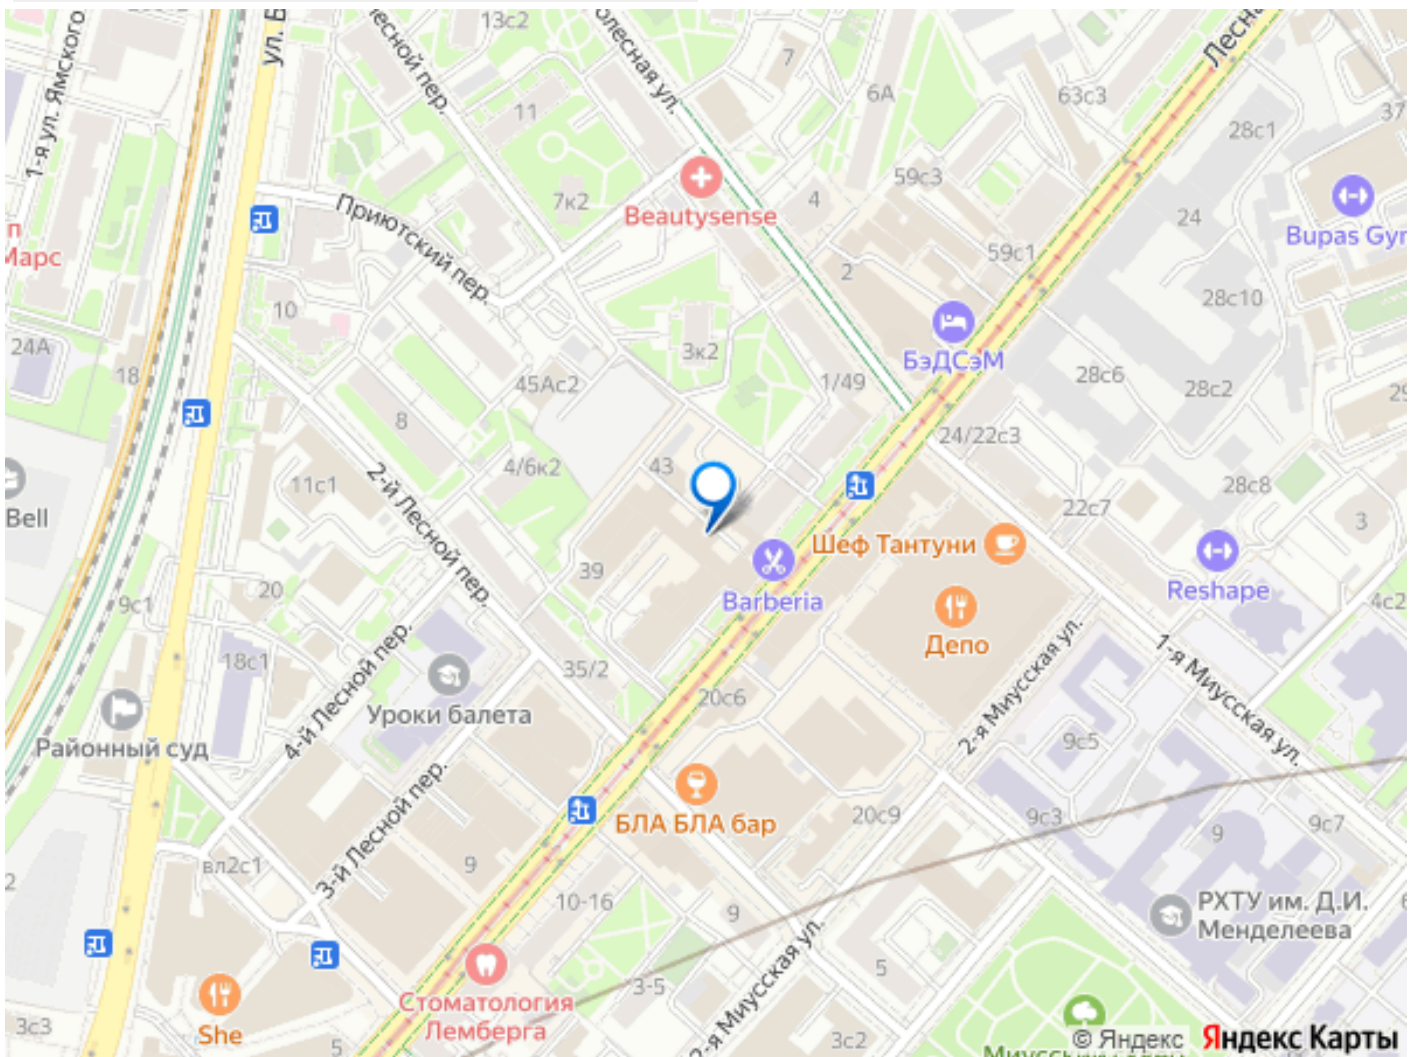 13с2
Лесной пер.
олесная ул.
Лесна
ул. Б
1-я ул. Ямского
7
6А
63с3
37
28с1
11
59с3
7к2
4
24
Beautysense
Bupas Gyr
п
Марс
Приютский пер.
2
59с1
28с10
10
24А
18
3к2
БэДСэМ
45Ас2
1/49
28с6
28с2
29
8
24/22с3
4/6к2
43
11с1
28с8
Bell
2-й Лесной пер.
22с7
3
Шеф Тантуни
39
Barberia
Reshape
20
9с1
4с2
Депо
18с1
35/2
4-й Лесной пер.
2-я Миусская ул.
1-я Миусская ул.
20с6
Уроки балета
Районный суд
9с5
БЛА БЛА бар
20с9
9с3
9
9с7
3-й Лесной пер.
вл2с1
9
2
10-16
9
РХТУ им. Д.И.
Менделеева
6
2-я Миусская ул.
5
3-5
Стоматология
Лемберга
She
3с3
5
3с2
© Яндекс
Яндекс Карты